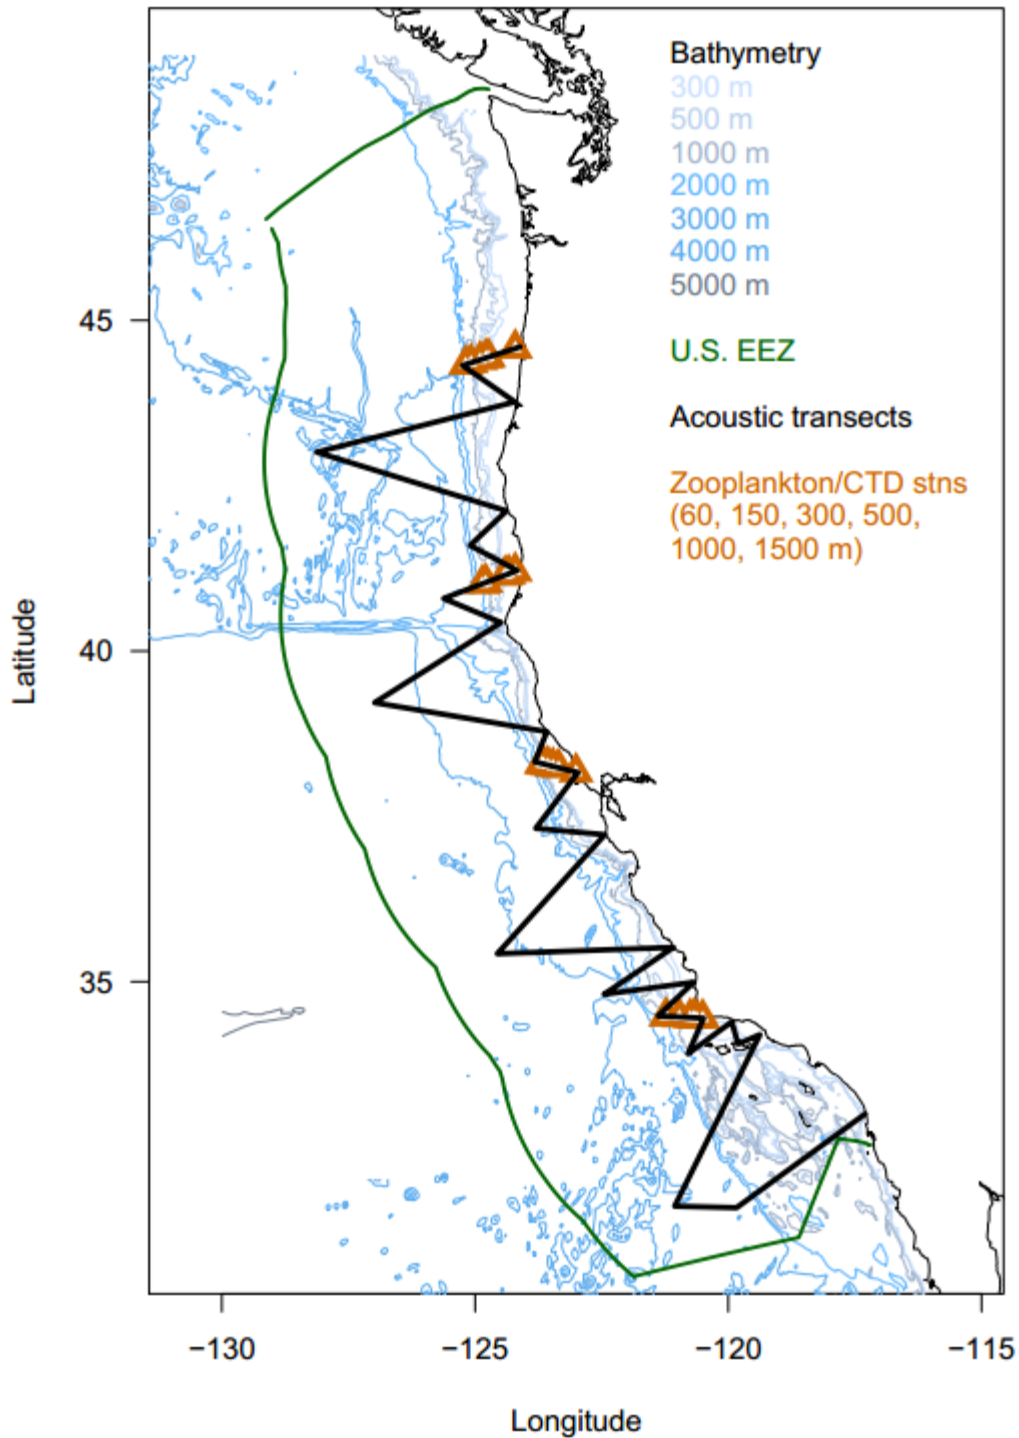 Bathymetry
300 m
500 m
1000 m
2000 m
3000 m
4000 m
5000 m
U.S. EEZ
Acoustic transects
Zooplankton/CTD stns
(60, 150, 300, 500,
1000, 1500 m)
45
40
35
Latitude
−130
−125
−120
−115
Longitude